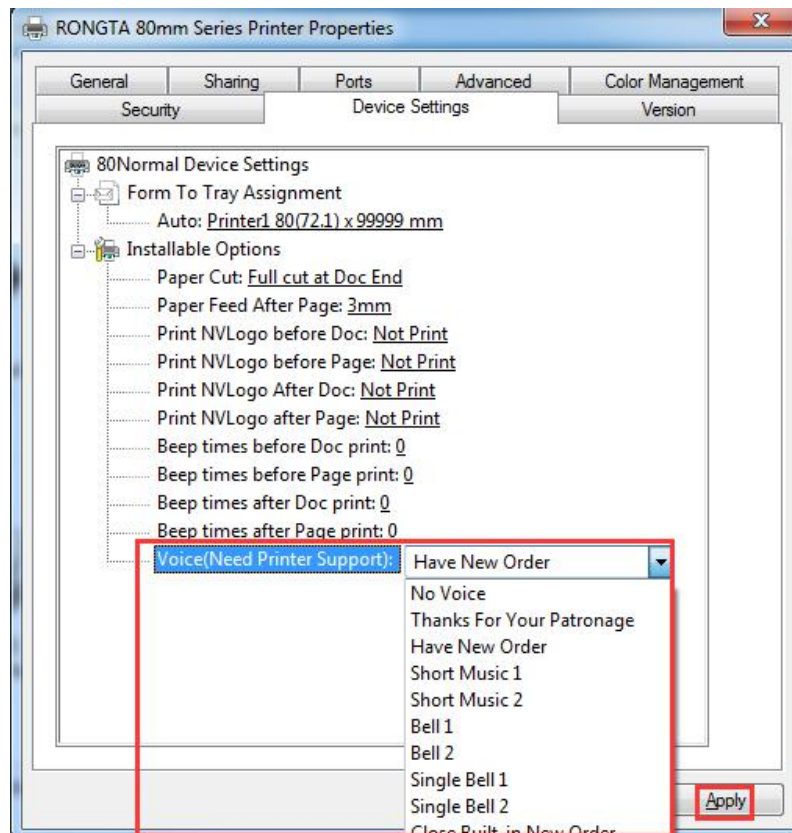 RONGTA 80mm Series Printer Properties
General Sharing Ports Advanced Color Management
Security Device Settings Version
80Normal Device Settings
Form To Tray Assignment
Auto: Printer1 80(72.1) x 99999 mm
Installable Options
Paper Cut: Full cut at Doc End
Paper Feed After Page: 3mm
Print NVLogo before Doc: Not Print
Print NVLogo before Page: Not Print
Print NVLogo After Doc: Not Print
Print NVLogo after Page: Not Print
Beep times before Doc print: 0
Beep times before Page print: 0
Beep times after Doc print: 0
Beep times after Page print: 0
Voice(Need Printer Support): Have New Order
No Voice
Thanks For Your Patronage
Have New Order
Short Music 1
Short Music 2
Bell 1
Bell 2
Single Bell 1
Single Bell 2
Close Built-in New Order
Apply